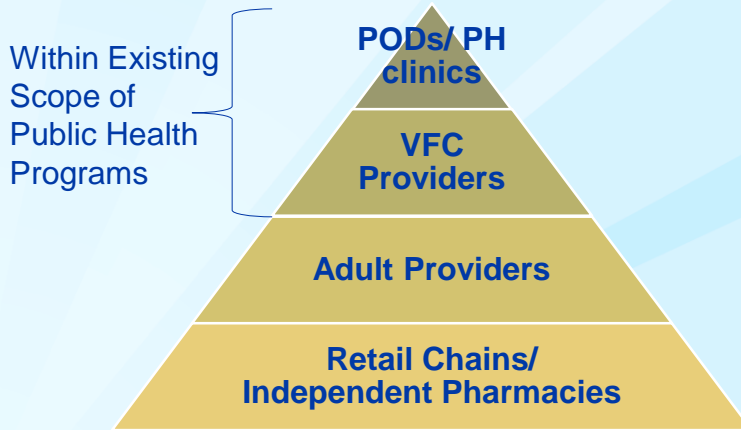 Within Existing
Scope of
Public Health
Programs
PODs/ PH
clinics
VFC
Providers
Adult Providers
Retail Chains/
Independent Pharmacies